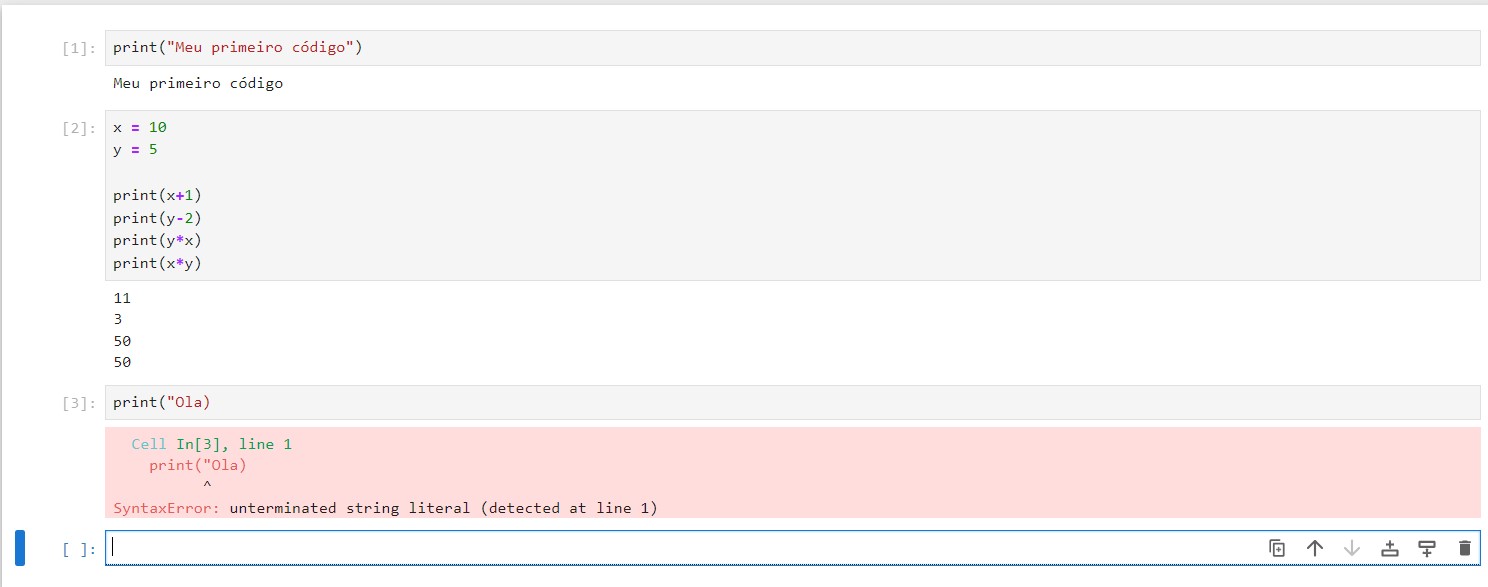 [1]: print("Meu primeiro código")
Meu primeiro código
[2]: x = 10
y = 5
print(x+1)
print(y-2)
print(y*x)
print(x*y)
11
3
50
50
[3]: print("Ola)
Cell In[3], line 1
print("Ola)
^
SyntaxError: unterminated string literal (detected at line 1)
[ ]: